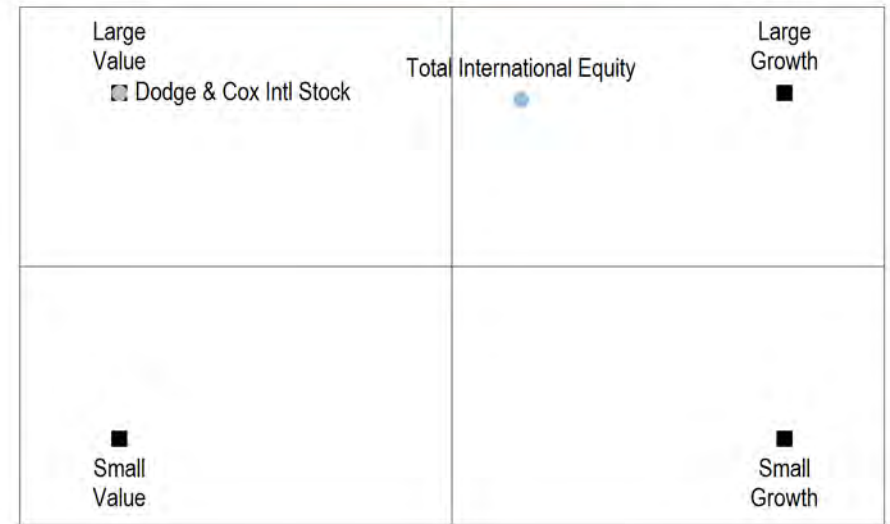 Large
Value
Dodge & Cox Intl Stock
Total International Equity
Large
Growth
Small
Value
Small
Growth